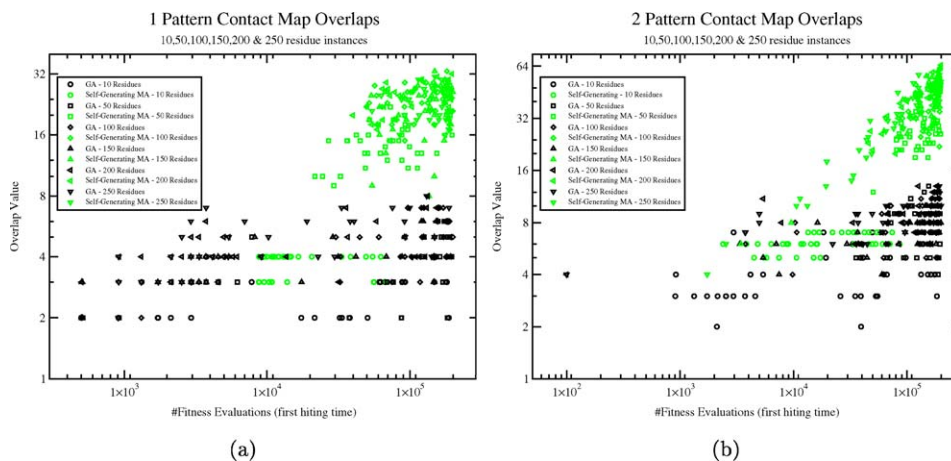 1 Pattern Contact Map Overlaps
10,50,100,150,200 & 250 residue instances
32
16
8
4
2
1
Overlap Value
GA - 10 Residues
Self-Generating MA - 10 Residues
GA - 50 Residues
Self-Generating MA - 50 Residues
GA - 100 Residues
Self-Generating MA - 100 Residues
GA - 150 Residues
Self-Generating MA - 150 Residues
GA - 200 Residues
Self-Generating MA - 200 Residues
GA - 250 Residues
Self-Generating MA - 250 Residues
1×10³
1×10⁴
1×10⁵
#Fitness Evaluations (first hiting time)
(a)
2 Pattern Contact Map Overlaps
10,50,100,150,200 & 250 residue instances
64
32
16
8
4
2
1
Overlap Value
GA - 10 Residues
Self-Generating - 10 Residues
GA - 50 Residues
Self-Generating MA - 50 Residues
GA - 100 Residues
Self-Generating MA - 100 Residues
GA - 150 Residues
Self-Generating MA - 150 Residues
GA - 200 Residues
Self-Generating MA - 200 Residues
GA - 250 Residues
Self-Generating MA - 250 Residues
1×10²
1×10³
1×10⁴
1×10⁵
#Fitness Evaluations (first hiting time)
(b)